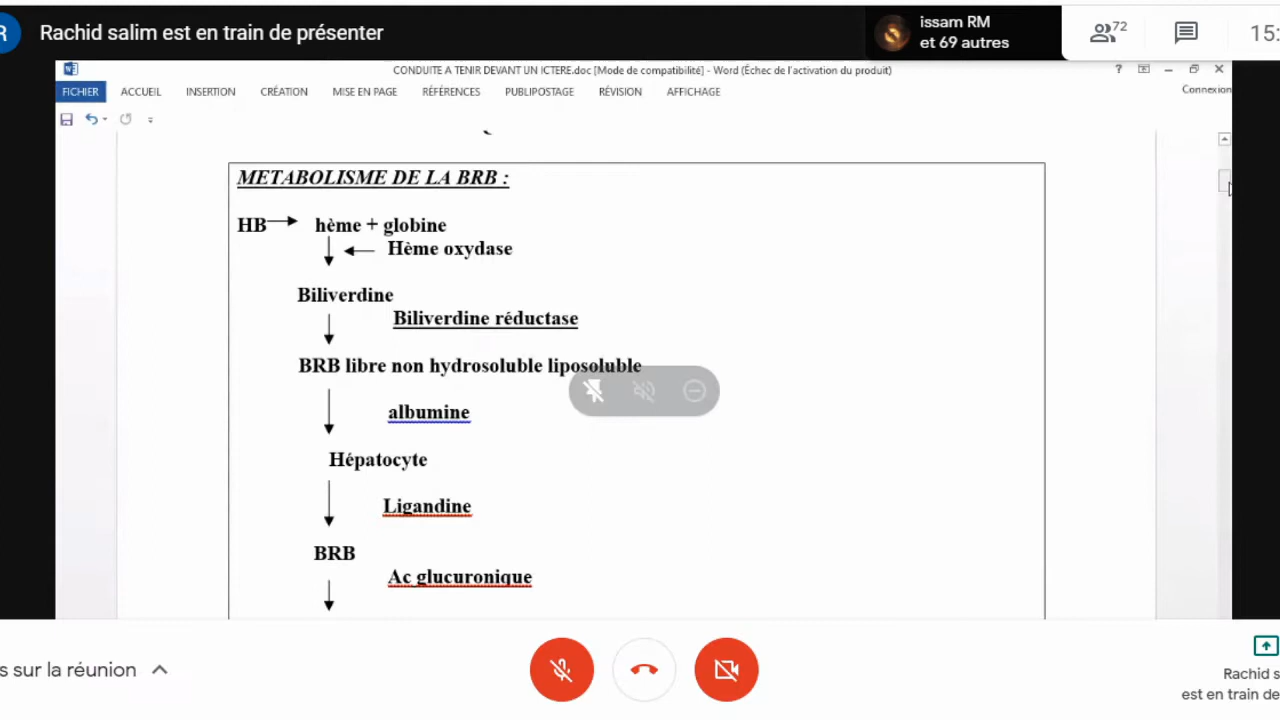 R
Rachid salim est en train de présenter
issam RM
et 69 autres
72
15:
CONDUITE A TENIR DEVANT UN ICTERE.doc [Mode de compatibilité] - Word (Échec de l'activation du produit)
?
FICHIER ACCUEIL INSERTION CRÉATION MISE EN PAGE RÉFÉRENCES PUBLIPOSTAGE RÉVISION AFFICHAGE
Connexion
METABOLISME DE LA BRB :
HB hème + globine
Hème oxydase
Biliverdine
Biliverdine réductase
BRB libre non hydrosoluble liposoluble
albumine
Hépatocyte
Ligandine
BRB
Ac glucuronique
s sur la réunion
Rachid s
est en train de